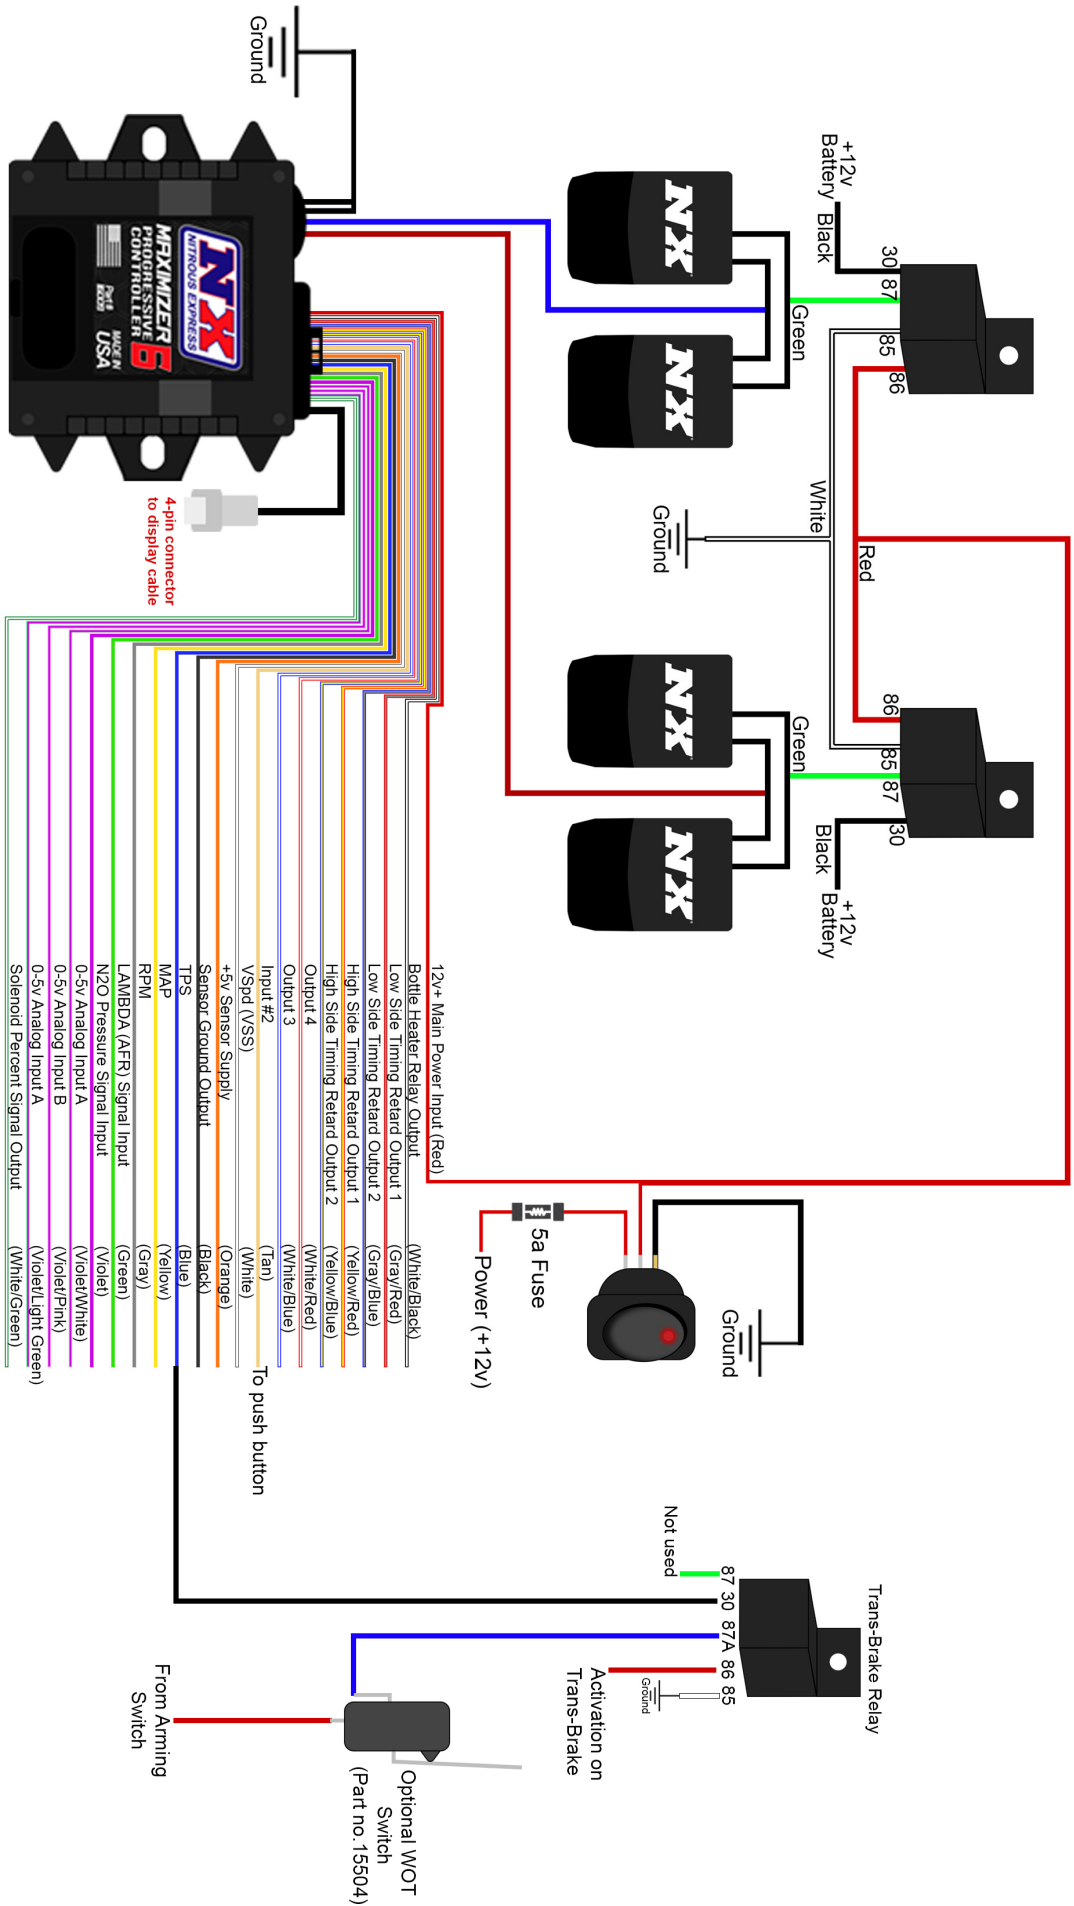 Ground
NX
NITROUS EXPRESS
MAXIMIZER 6
PROGRESSIVE
CONTROLLER
MADE IN
USA
4-pin connector
to display cable
+12v
Battery
Black
30
87
85
86
Green
NX
NX
White
Red
Ground
86
85
87
30
Green
NX
NX
Black
+12v
Battery
12v+ Main Power Input (Red)
Bottle Heater Relay Output (White/Black)
Low Side Timing Retard Output 1 (Gray/Red)
Low Side Timing Retard Output 2 (Gray/Blue)
High Side Timing Retard Output 1 (Yellow/Red)
High Side Timing Retard Output 2 (Yellow/Blue)
Output 4 (White/Red)
Output 3 (White/Blue)
Input #2 (Tan)
VSpd (VSS) (White)
+5v Sensor Supply (Orange)
Sensor Ground Output (Black)
TPS (Blue)
MAP (Yellow)
RPM (Gray)
LAMBDA (AFR) Signal Input (Green)
N2O Pressure Signal Input (Violet)
0-5v Analog Input A (Violet/White)
0-5v Analog Input B (Violet/Pink)
0-5v Analog Input A (Violet/Light Green)
Solenoid Percent Signal Output (White/Green)
To push button
5a Fuse
Power (+12v)
Ground
Trans-Brake Relay
87
30
87A
86
85
Not used
Activation on
Trans-Brake
Ground
From Arming
Switch
Optional WOT
Switch
(Part no.15504)